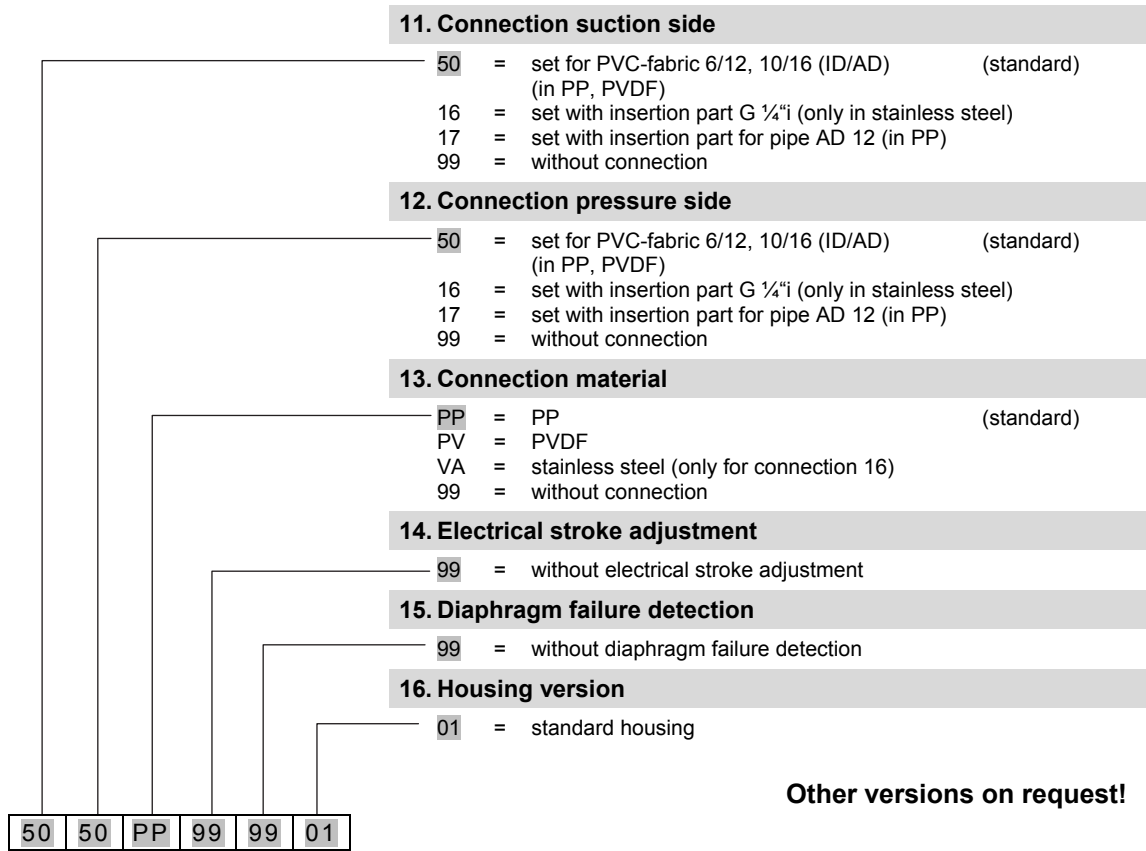 11. Connection suction side
50 = set for PVC-fabric 6/12, 10/16 (ID/AD) (standard)
(in PP, PVDF)
16 = set with insertion part G ¼“i (only in stainless steel)
17 = set with insertion part for pipe AD 12 (in PP)
99 = without connection
12. Connection pressure side
50 = set for PVC-fabric 6/12, 10/16 (ID/AD) (standard)
(in PP, PVDF)
16 = set with insertion part G ¼“i (only in stainless steel)
17 = set with insertion part for pipe AD 12 (in PP)
99 = without connection
13. Connection material
PP = PP (standard)
PV = PVDF
VA = stainless steel (only for connection 16)
99 = without connection
14. Electrical stroke adjustment
99 = without electrical stroke adjustment
15. Diaphragm failure detection
99 = without diaphragm failure detection
16. Housing version
01 = standard housing
Other versions on request!
50 50 PP 99 99 01